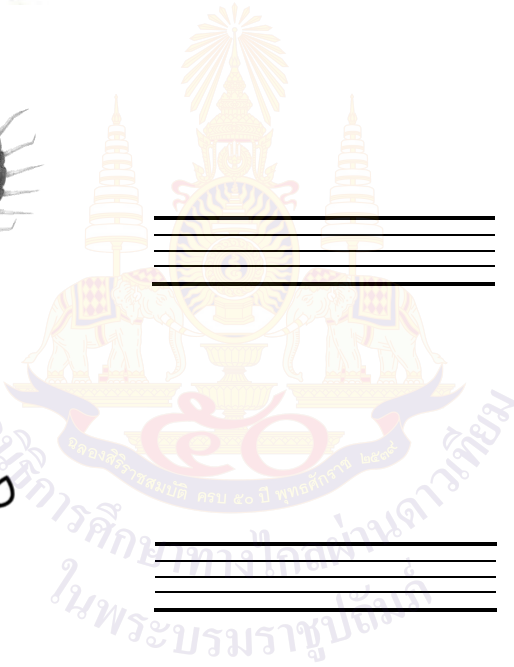 ๕๐
ฉลองสิริราชสมบัติ ครบ ๕๐ ปี พุทธศักราช ๒๕๓๙
การศึกษาทางไกลผ่านดาวเทียม
ในพระบรมราชูปถัมภ์